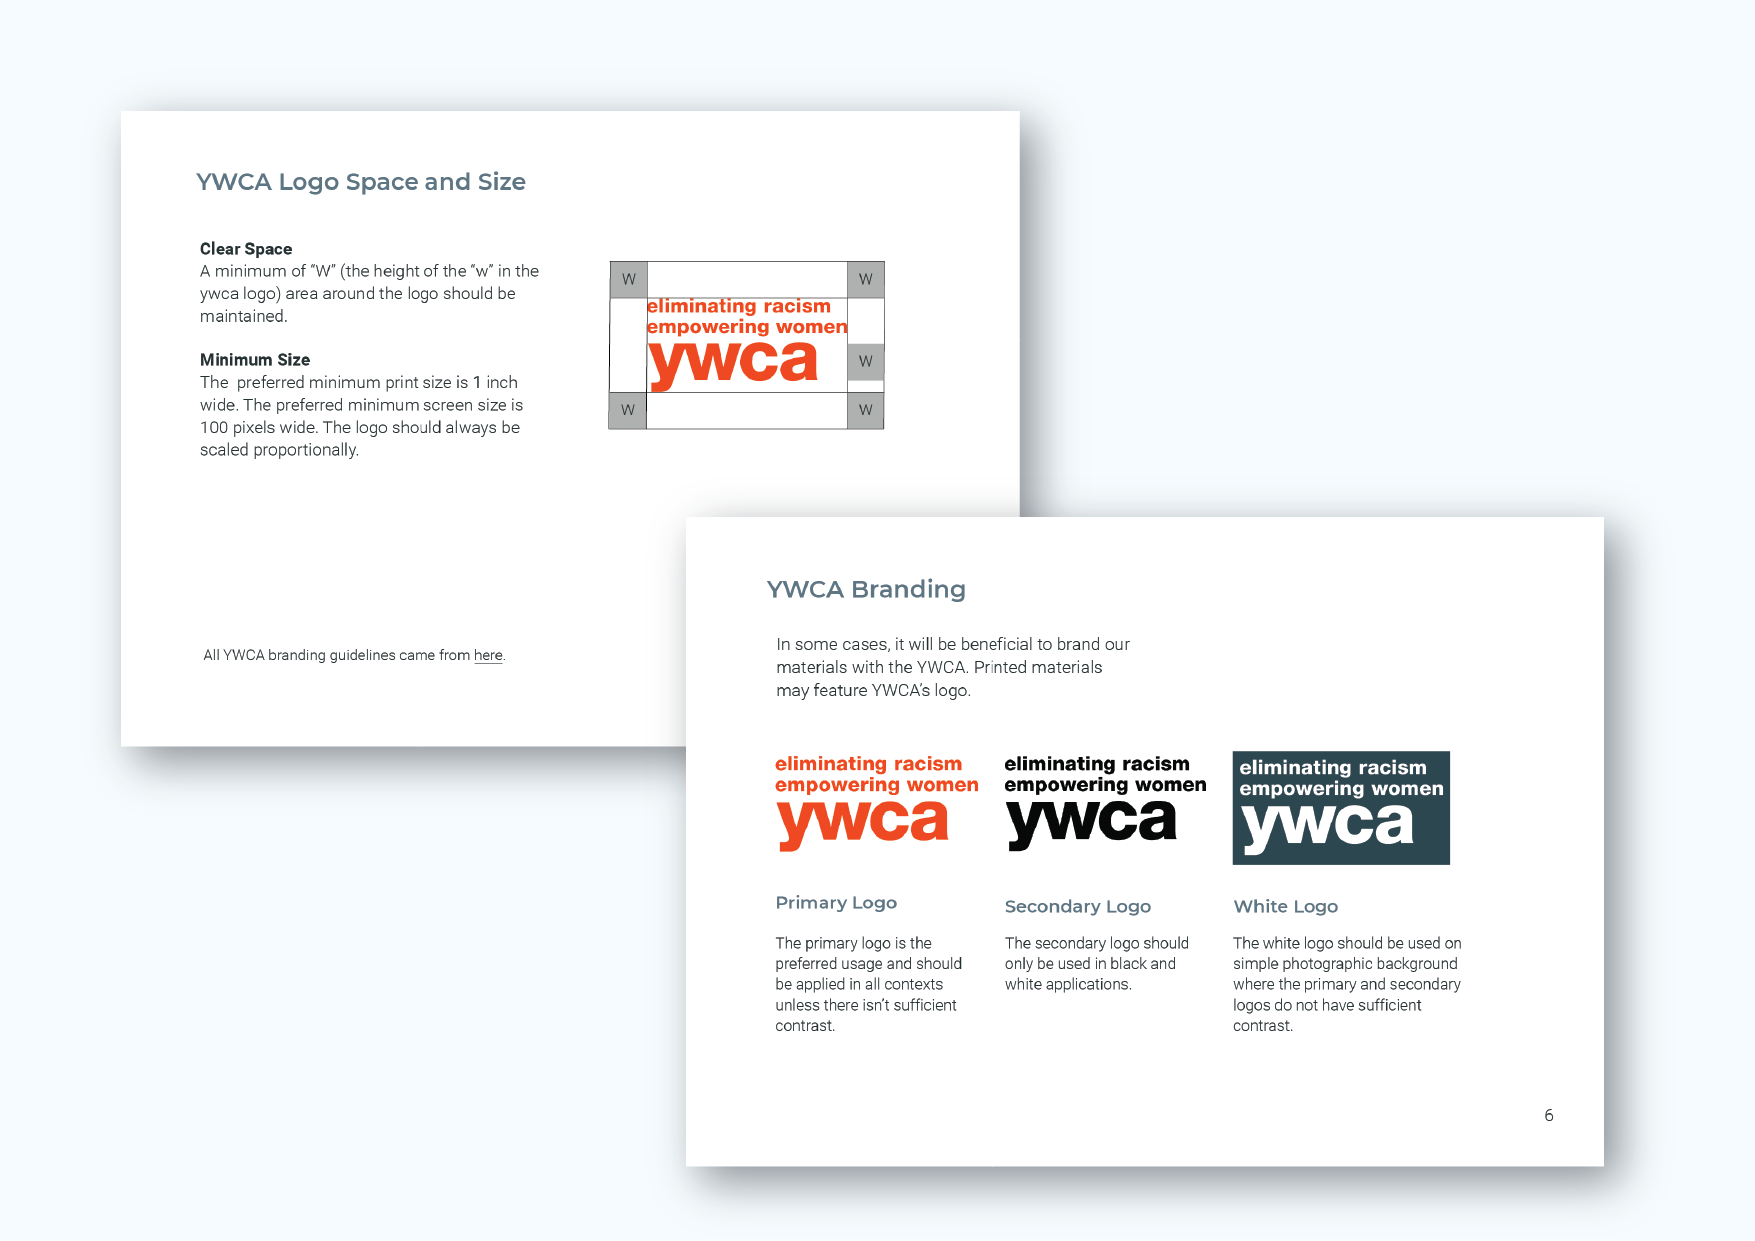 YWCA Logo Space and Size
Clear Space
A minimum of “W” (the height of the “w” in the
ywca logo) area around the logo should be
maintained.
Minimum Size
The  preferred minimum print size is 1 inch
wide. The preferred minimum screen size is
100 pixels wide. The logo should always be
scaled proportionally.
W
W
eliminating racism
empowering women
ywca
W
W
W
All YWCA branding guidelines came from here.
YWCA Branding
In some cases, it will be beneficial to brand our
materials with the YWCA. Printed materials
may feature YWCA’s logo.
eliminating racism
empowering women
ywca
Primary Logo
The primary logo is the
preferred usage and should
be applied in all contexts
unless there isn’t sufficient
contrast.
eliminating racism
empowering women
ywca
Secondary Logo
The secondary logo should
only be used in black and
white applications.
eliminating racism
empowering women
ywca
White Logo
The white logo should be used on
simple photographic background
where the primary and secondary
logos do not have sufficient
contrast.
6